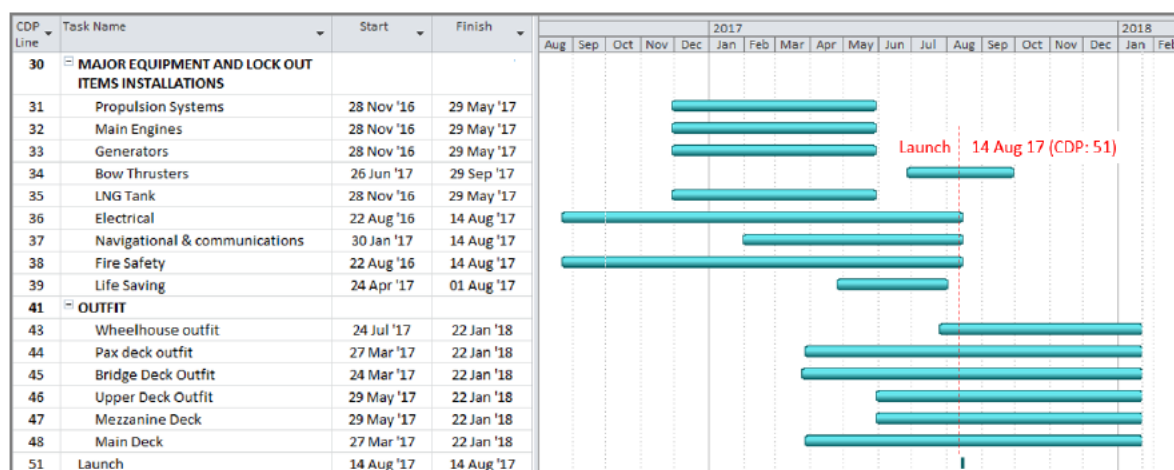 CDP Line Task Name Start Finish
2017 2018
Aug Sep Oct Nov Dec Jan Feb Mar Apr May Jun Jul Aug Sep Oct Nov Dec Jan Feb
30 MAJOR EQUIPMENT AND LOCK OUT
ITEMS INSTALLATIONS
31 Propulsion Systems 28 Nov '16 29 May '17
32 Main Engines 28 Nov '16 29 May '17
33 Generators 28 Nov '16 29 May '17
Launch 14 Aug 17 (CDP: 51)
34 Bow Thrusters 26 Jun '17 29 Sep '17
35 LNG Tank 28 Nov '16 29 May '17
36 Electrical 22 Aug '16 14 Aug '17
37 Navigational & communications 30 Jan '17 14 Aug '17
38 Fire Safety 22 Aug '16 14 Aug '17
39 Life Saving 24 Apr '17 01 Aug '17
41 OUTFIT
43 Wheelhouse outfit 24 Jul '17 22 Jan '18
44 Pax deck outfit 27 Mar '17 22 Jan '18
45 Bridge Deck Outfit 24 Mar '17 22 Jan '18
46 Upper Deck Outfit 29 May '17 22 Jan '18
47 Mezzanine Deck 29 May '17 22 Jan '18
48 Main Deck 27 Mar '17 22 Jan '18
51 Launch 14 Aug '17 14 Aug '17